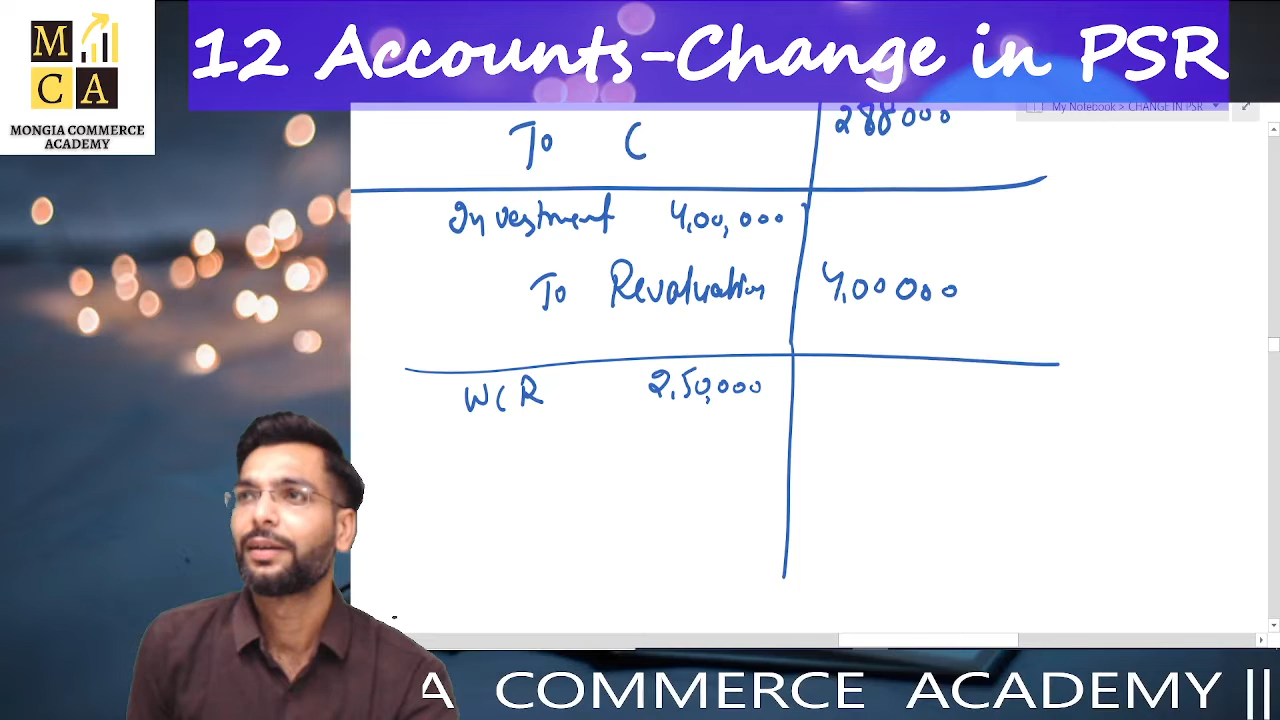 M
C A
MONGIA COMMERCE
ACADEMY
12 Accounts-Change in PSR
My Notebook > CHANGE IN PSR
To C 288000
Investment 4,00,000
To Revaluation 4,00000
WCR 2,50,000
A COMMERCE ACADEMY ||